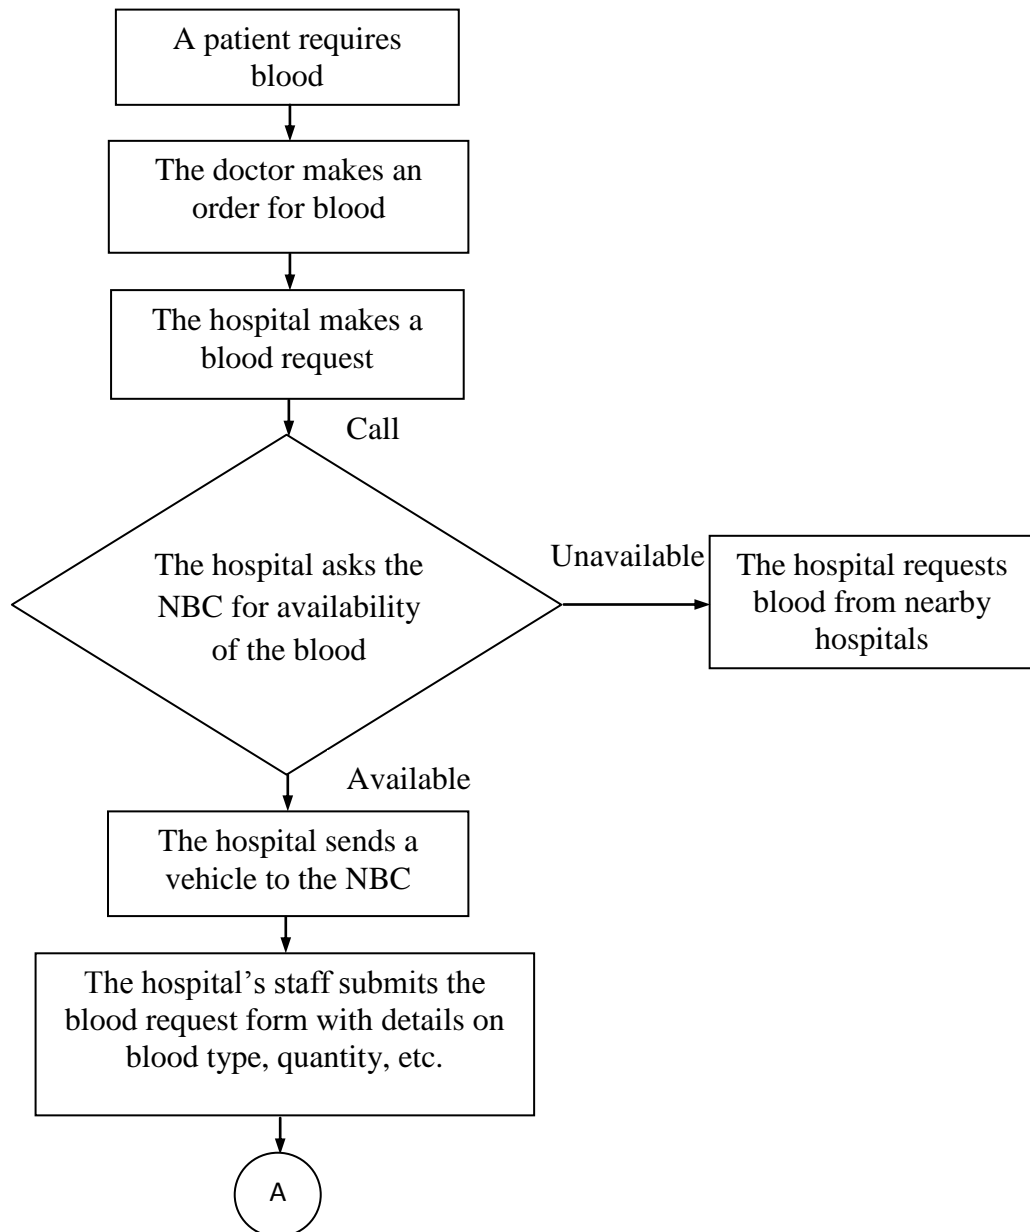 A patient requires
blood
The doctor makes an
order for blood
The hospital makes a
blood request
Call
The hospital asks the
NBC for availability
of the blood
Unavailable
The hospital requests
blood from nearby
hospitals
Available
The hospital sends a
vehicle to the NBC
The hospital’s staff submits the
blood request form with details on
blood type, quantity, etc.
A